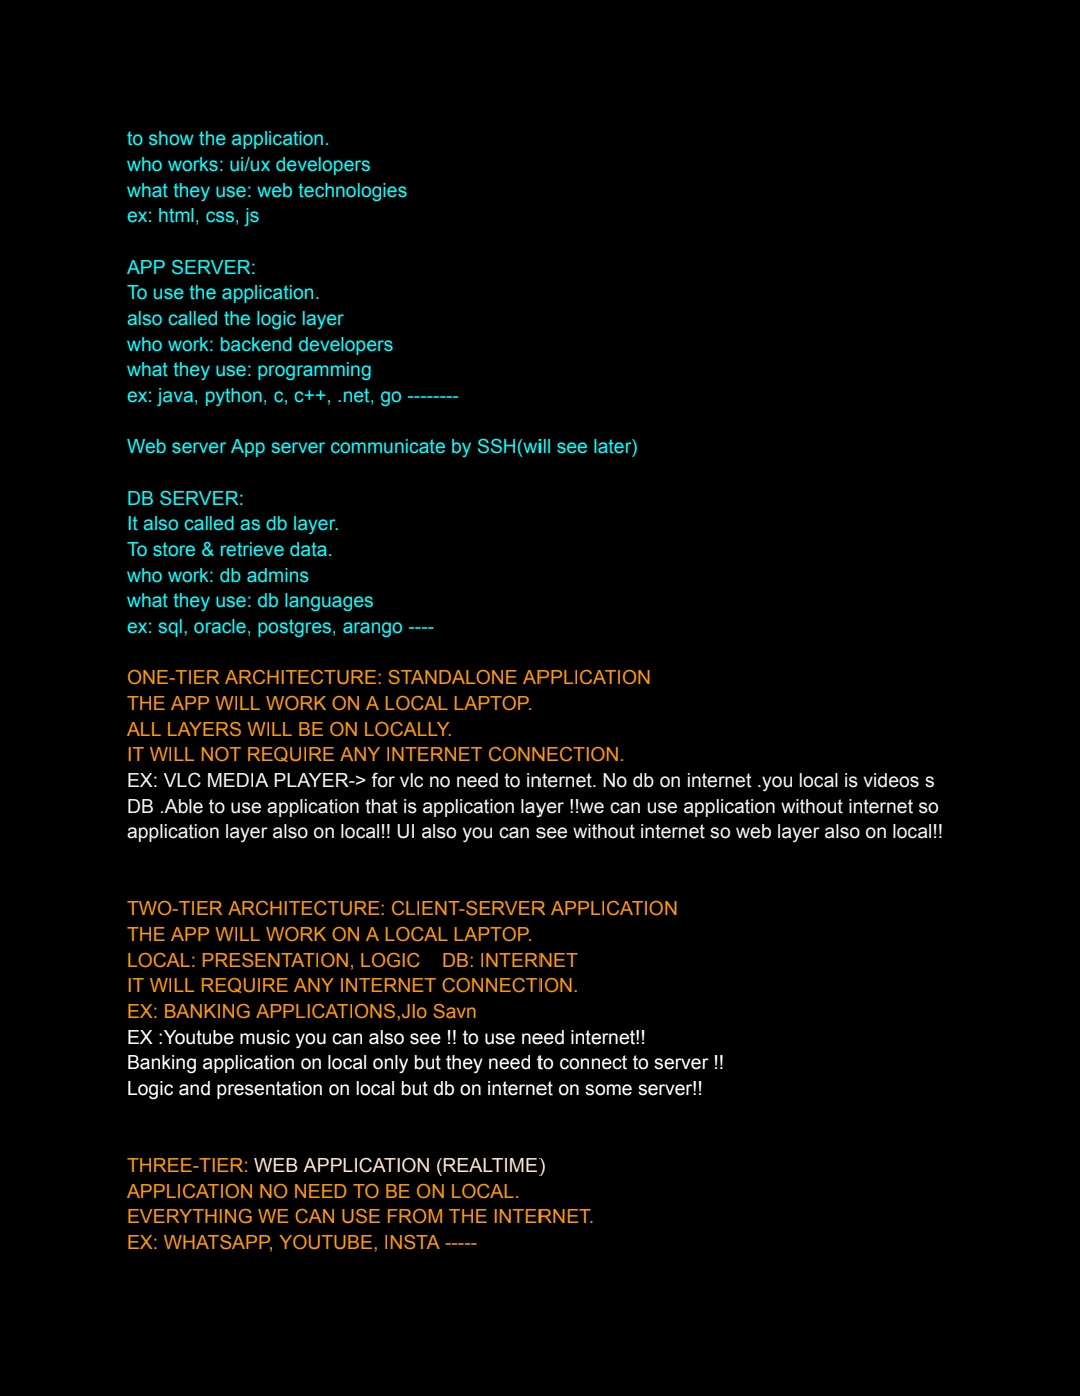 to show the application.
who works: ui/ux developers
what they use: web technologies
ex: html, css, js
APP SERVER:
To use the application.
also called the logic layer
who work: backend developers
what they use: programming
ex: java, python, c, c++, .net, go --------
Web server App server communicate by SSH(will see later)
DB SERVER:
It also called as db layer.
To store & retrieve data.
who work: db admins
what they use: db languages
ex: sql, oracle, postgres, arango ----
ONE-TIER ARCHITECTURE: STANDALONE APPLICATION
THE APP WILL WORK ON A LOCAL LAPTOP.
ALL LAYERS WILL BE ON LOCALLY.
IT WILL NOT REQUIRE ANY INTERNET CONNECTION.
EX: VLC MEDIA PLAYER-> for vlc no need to internet. No db on internet .you local is videos s
DB .Able to use application that is application layer !!we can use application without internet so
application layer also on local!! UI also you can see without internet so web layer also on local!!
TWO-TIER ARCHITECTURE: CLIENT-SERVER APPLICATION
THE APP WILL WORK ON A LOCAL LAPTOP.
LOCAL: PRESENTATION, LOGIC    DB: INTERNET
IT WILL REQUIRE ANY INTERNET CONNECTION.
EX: BANKING APPLICATIONS,JIo Savn
EX :Youtube music you can also see !! to use need internet!!
Banking application on local only but they need to connect to server !!
Logic and presentation on local but db on internet on some server!!
THREE-TIER: WEB APPLICATION (REALTIME)
APPLICATION NO NEED TO BE ON LOCAL.
EVERYTHING WE CAN USE FROM THE INTERNET.
EX: WHATSAPP, YOUTUBE, INSTA -----